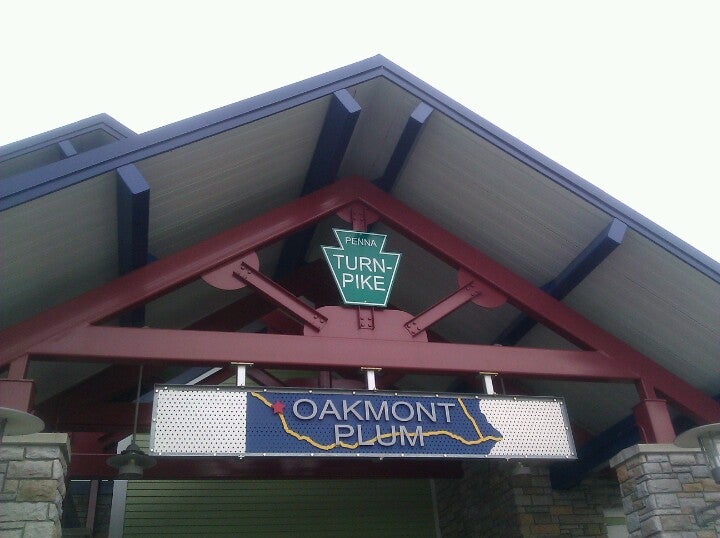 PENNA
TURN-
PIKE
OAKMONT
PLUM